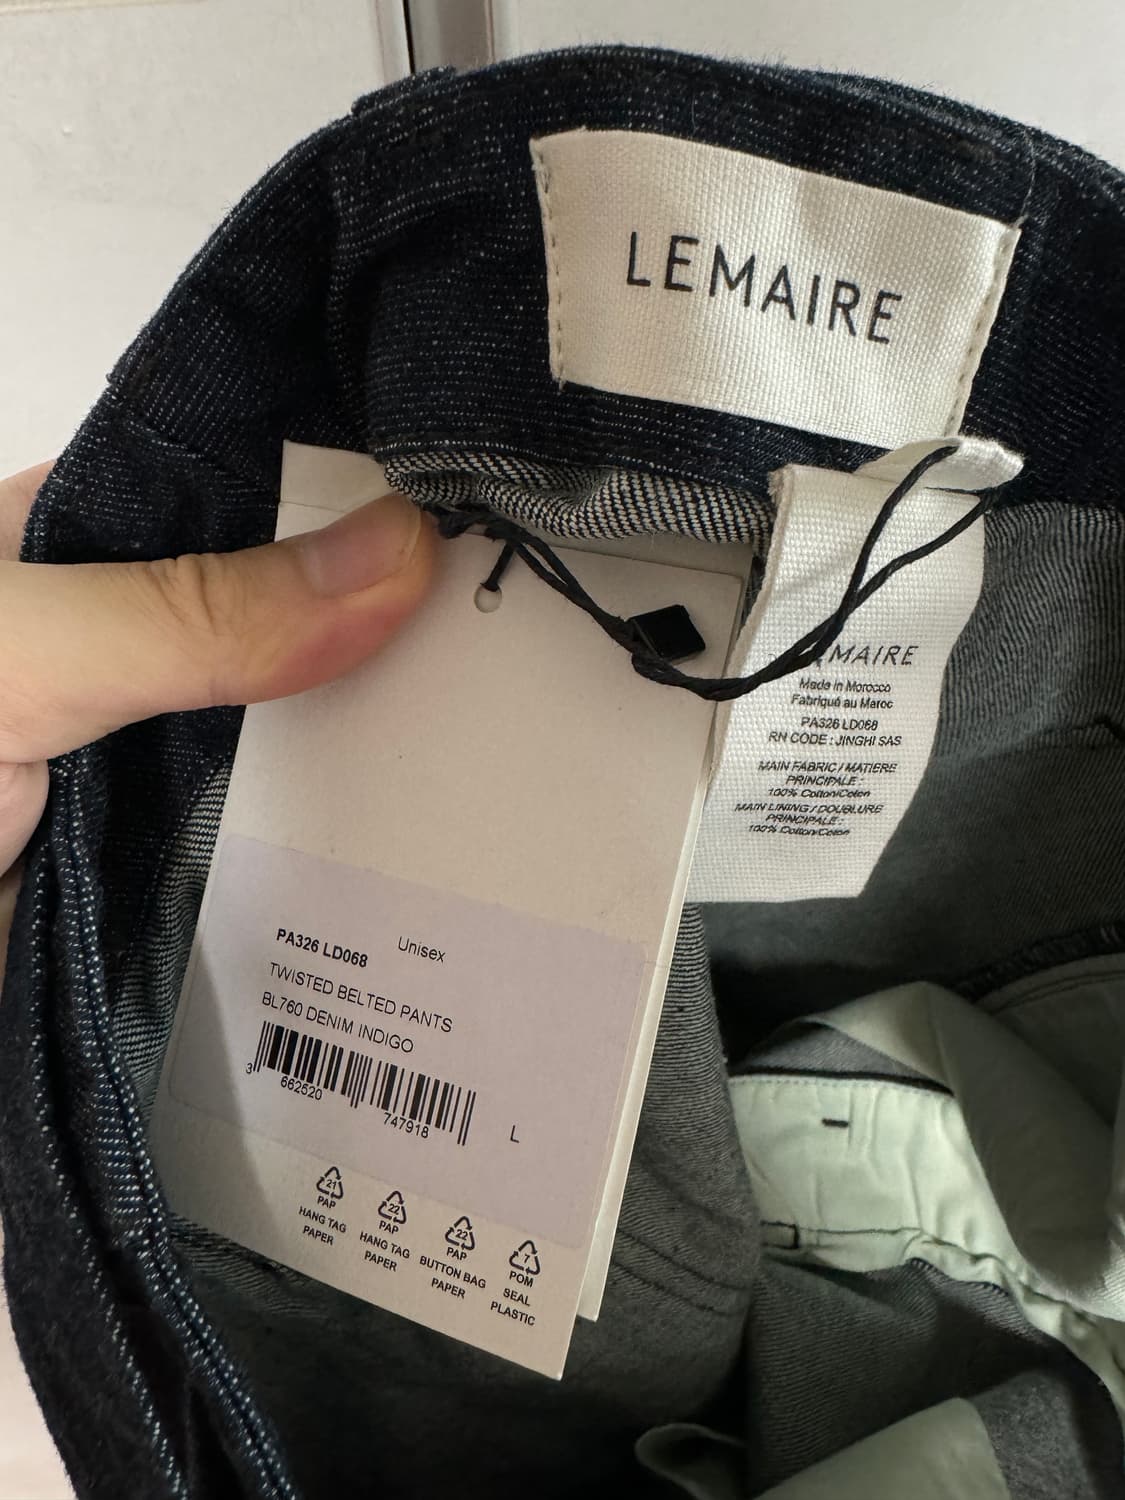 LEMAIRE
MAIRE
Made in Morocco
Fabriqué au Maroc
PA326 LD068
RN CODE : JINGHI SAS
MAIN FABRIC / MATIERE
PRINCIPALE :
100% Cotton/Coton
MAIN LINING / DOUBLURE
PRINCIPALE :
100% Cotton/Coton
PA326 LD068 Unisex
TWISTED BELTED PANTS
BL760 DENIM INDIGO
3 662520 747918 L
21 22 22 7
PAP PAP PAP POM
HANG TAG HANG TAG BUTTON BAG SEAL
PAPER PAPER PAPER PLASTIC